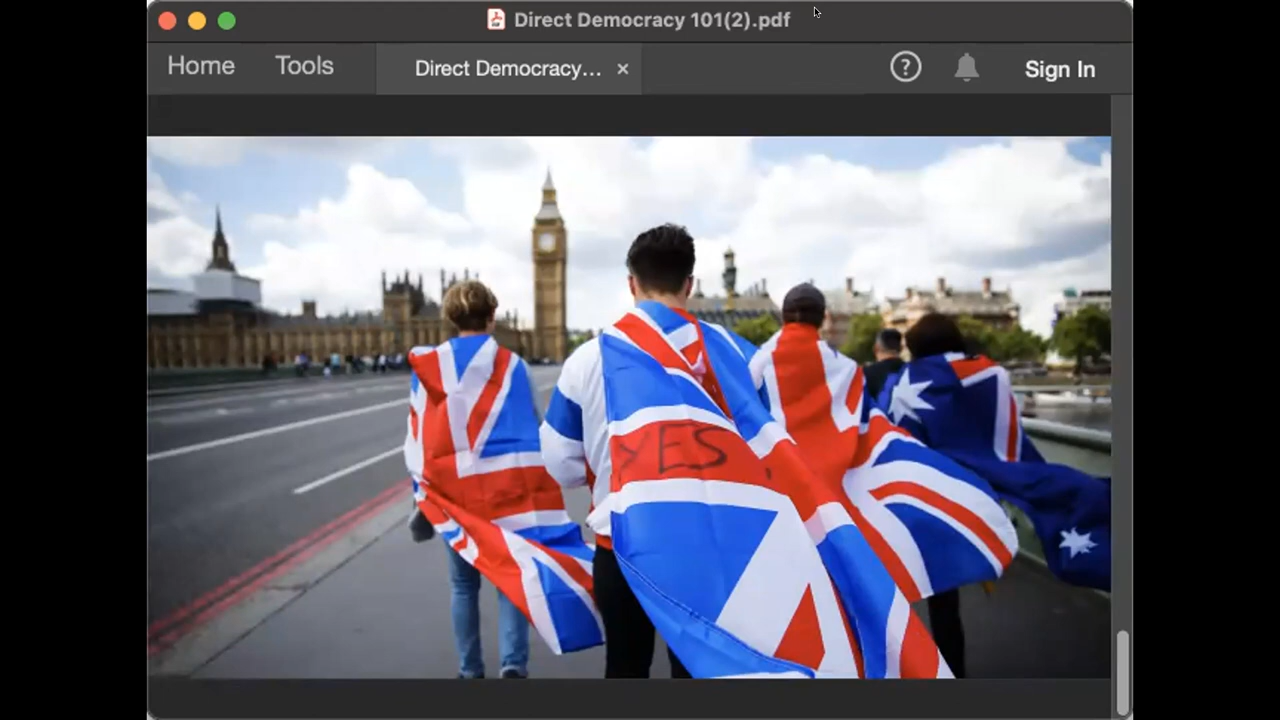 Direct Democracy 101(2).pdf
Home Tools Direct Democracy... × ? Sign In
YES